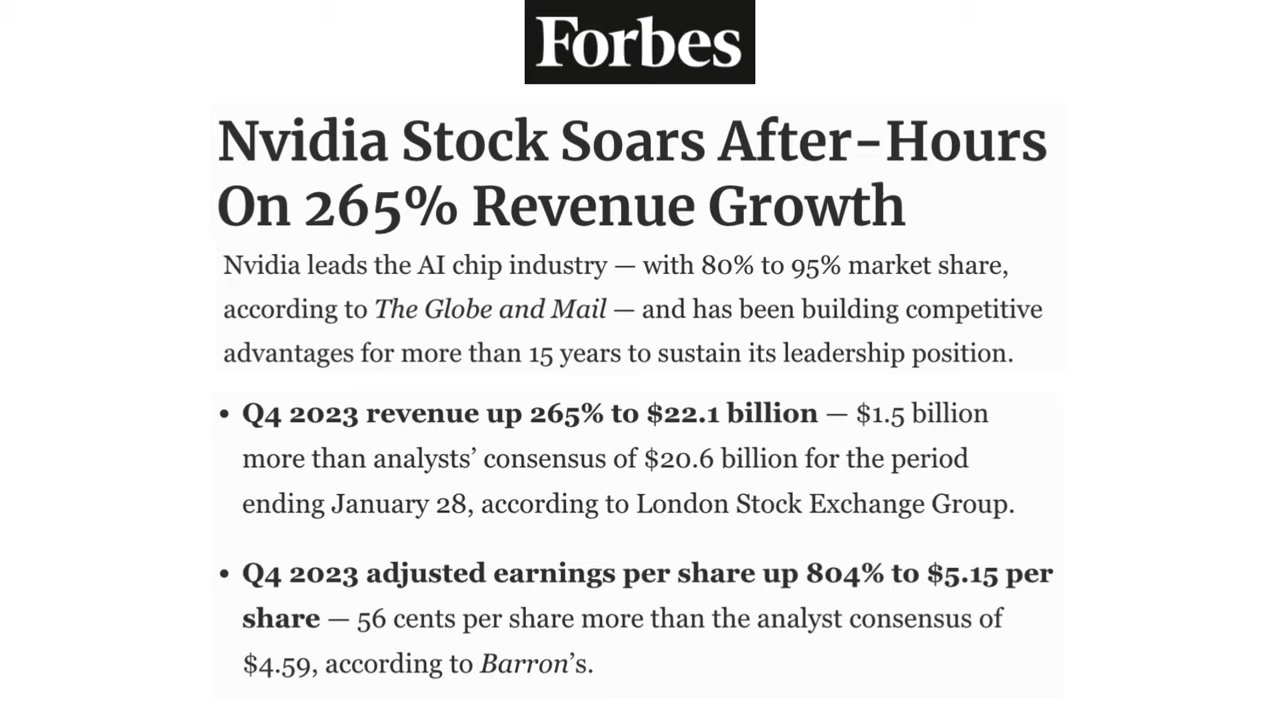 Forbes
Nvidia Stock Soars After-Hours
On 265% Revenue Growth
Nvidia leads the AI chip industry — with 80% to 95% market share,
according to The Globe and Mail — and has been building competitive
advantages for more than 15 years to sustain its leadership position.
• Q4 2023 revenue up 265% to $22.1 billion — $1.5 billion
more than analysts’ consensus of $20.6 billion for the period
ending January 28, according to London Stock Exchange Group.
• Q4 2023 adjusted earnings per share up 804% to $5.15 per
share — 56 cents per share more than the analyst consensus of
$4.59, according to Barron’s.